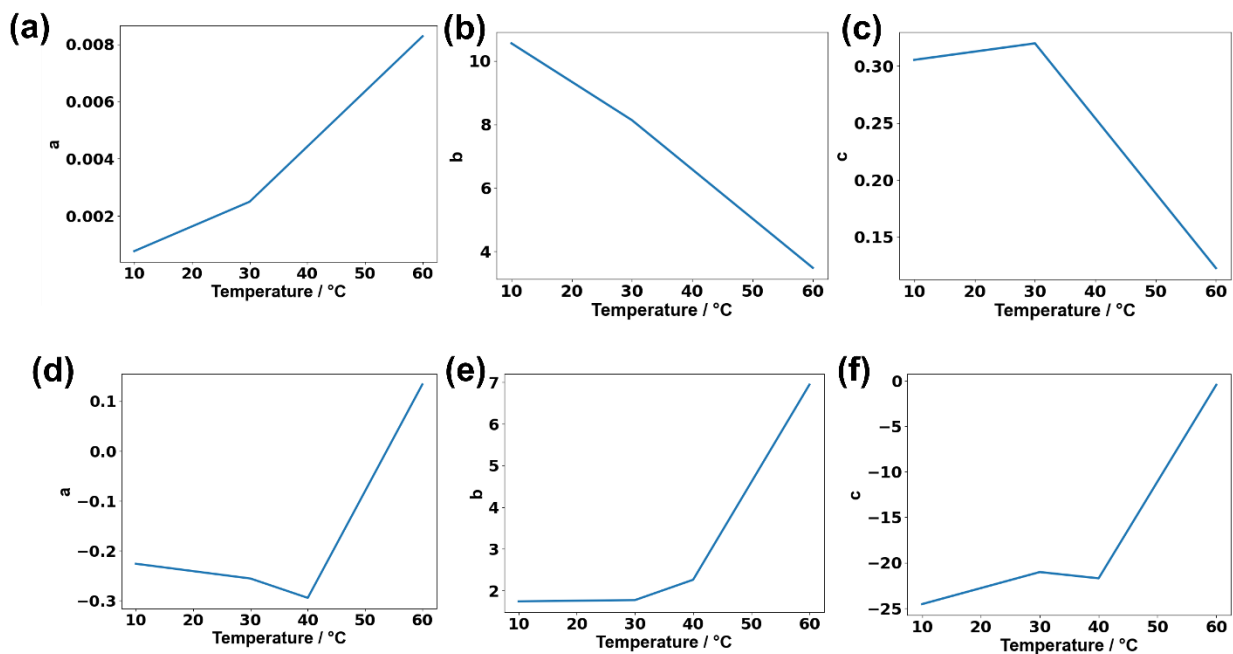 (a)
0.008
0.006
0.004
0.002
a
10 20 30 40 50 60
Temperature / °C
(b)
10
8
6
4
b
10 20 30 40 50 60
Temperature / °C
(c)
0.30
0.25
0.20
0.15
c
10 20 30 40 50 60
Temperature / °C
(d)
0.1
0.0
−0.1
−0.2
−0.3
a
10 20 30 40 50 60
Temperature / °C
(e)
7
6
5
4
3
2
b
10 20 30 40 50 60
Temperature / °C
(f)
0
−5
−10
−15
−20
−25
c
10 20 30 40 50 60
Temperature / °C